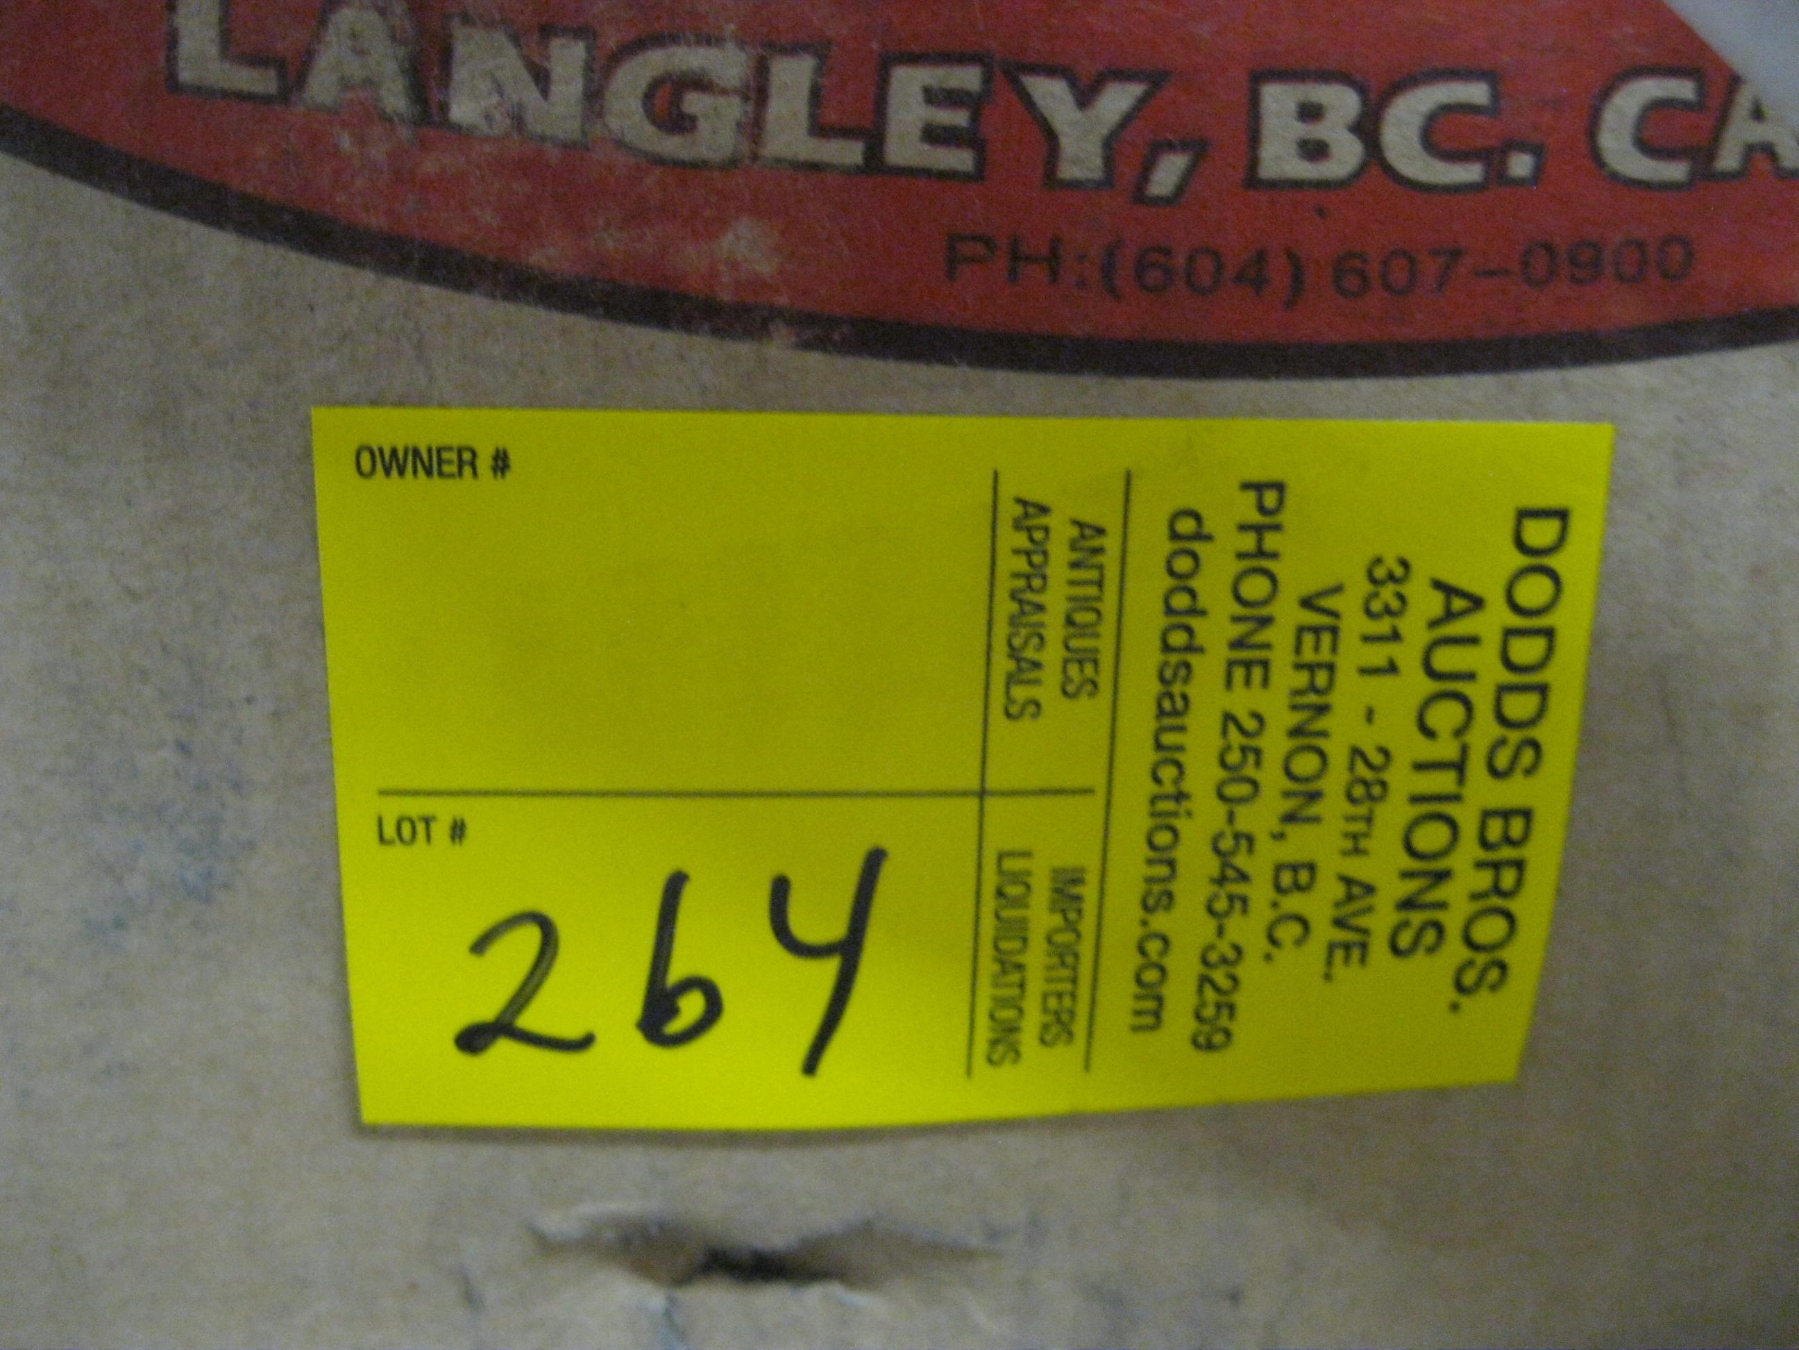 LANGLEY, BC. CA
PH:(604) 607-0900
OWNER #
LOT #
264
ANTIQUES
APPRAISALS
IMPORTERS
LIQUIDATIONS
DODDS BROS.
AUCTIONS
3311 - 28TH AVE.
VERNON, B.C.
PHONE 250-545-3259
doddsauctions.com